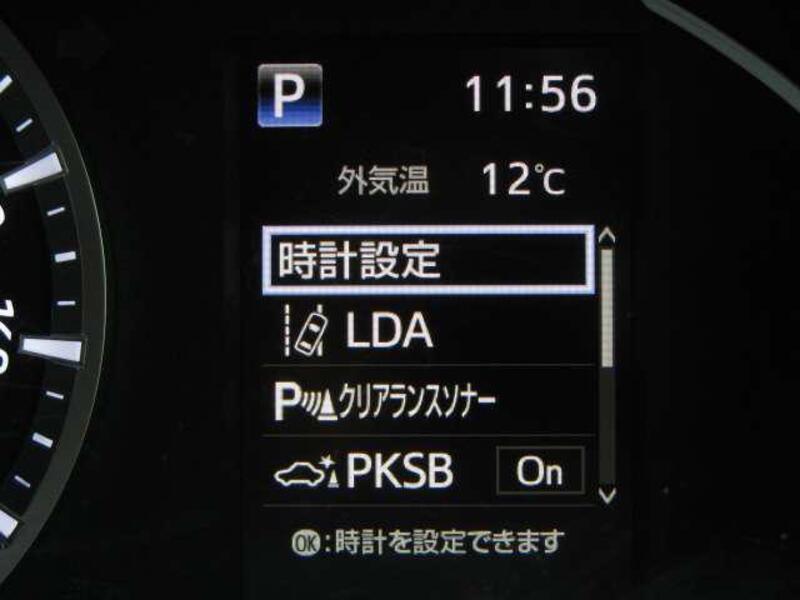 P 11:56
外気温 12℃
時計設定
LDA
Pクリアランスソナー
PKSB On
OK:時計を設定できます